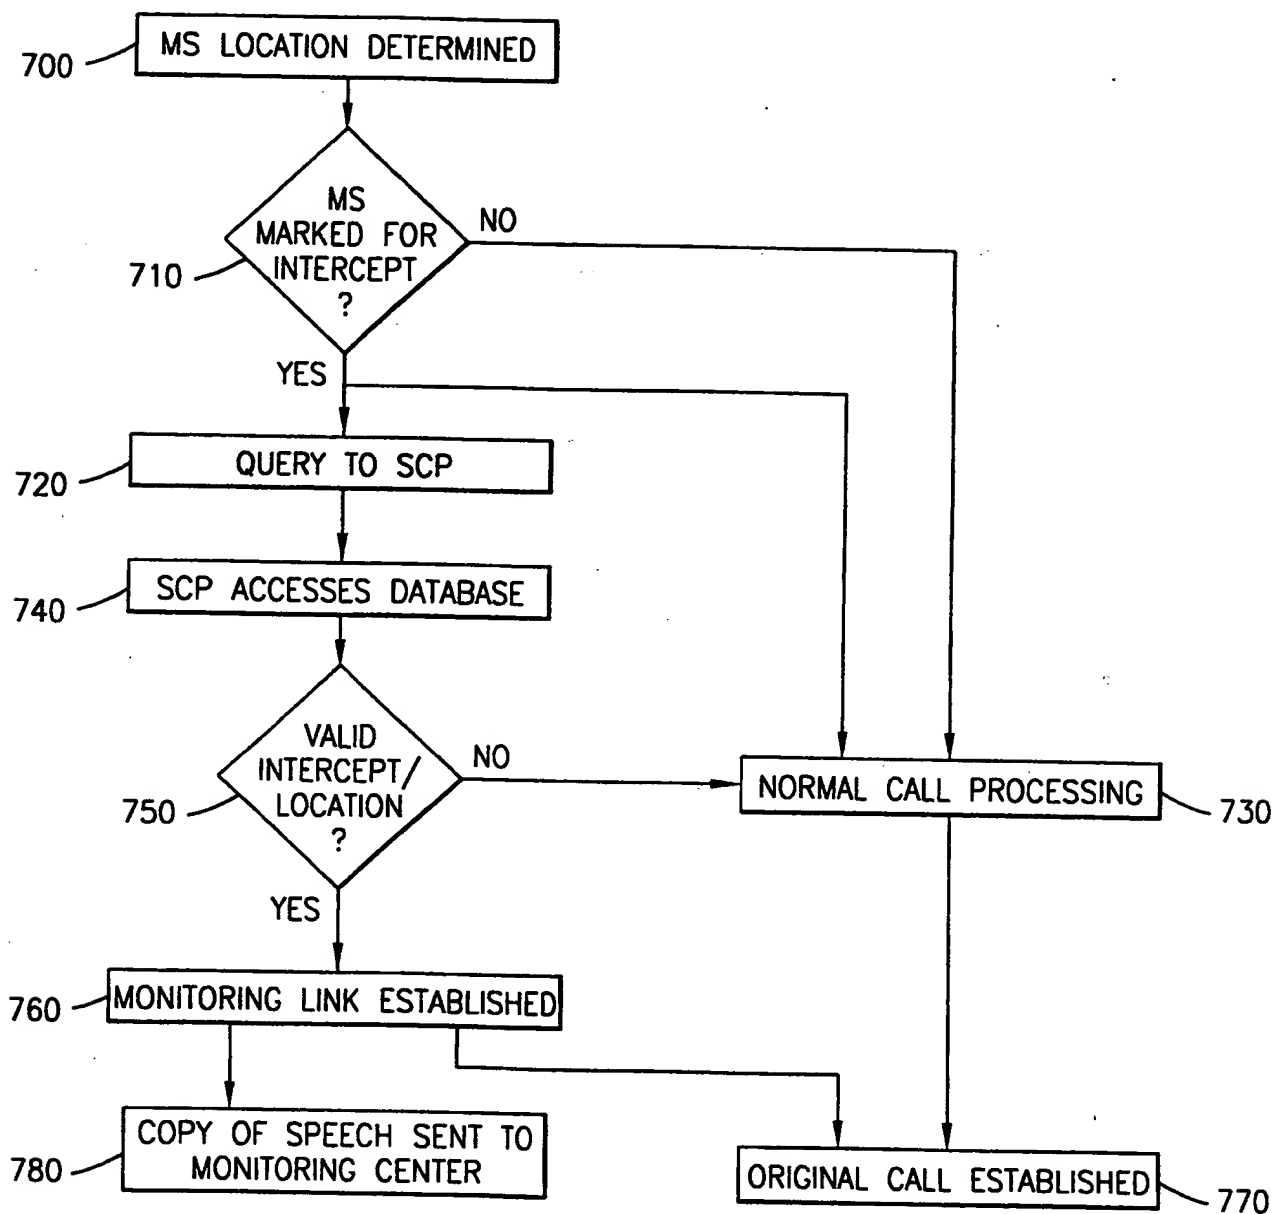 700
MS LOCATION DETERMINED
MS
MARKED FOR
INTERCEPT
?
710
NO
YES
720
QUERY TO SCP
740
SCP ACCESSES DATABASE
VALID
INTERCEPT/
LOCATION
?
750
NO
NORMAL CALL PROCESSING
730
YES
760
MONITORING LINK ESTABLISHED
780
COPY OF SPEECH SENT TO
MONITORING CENTER
ORIGINAL CALL ESTABLISHED
770